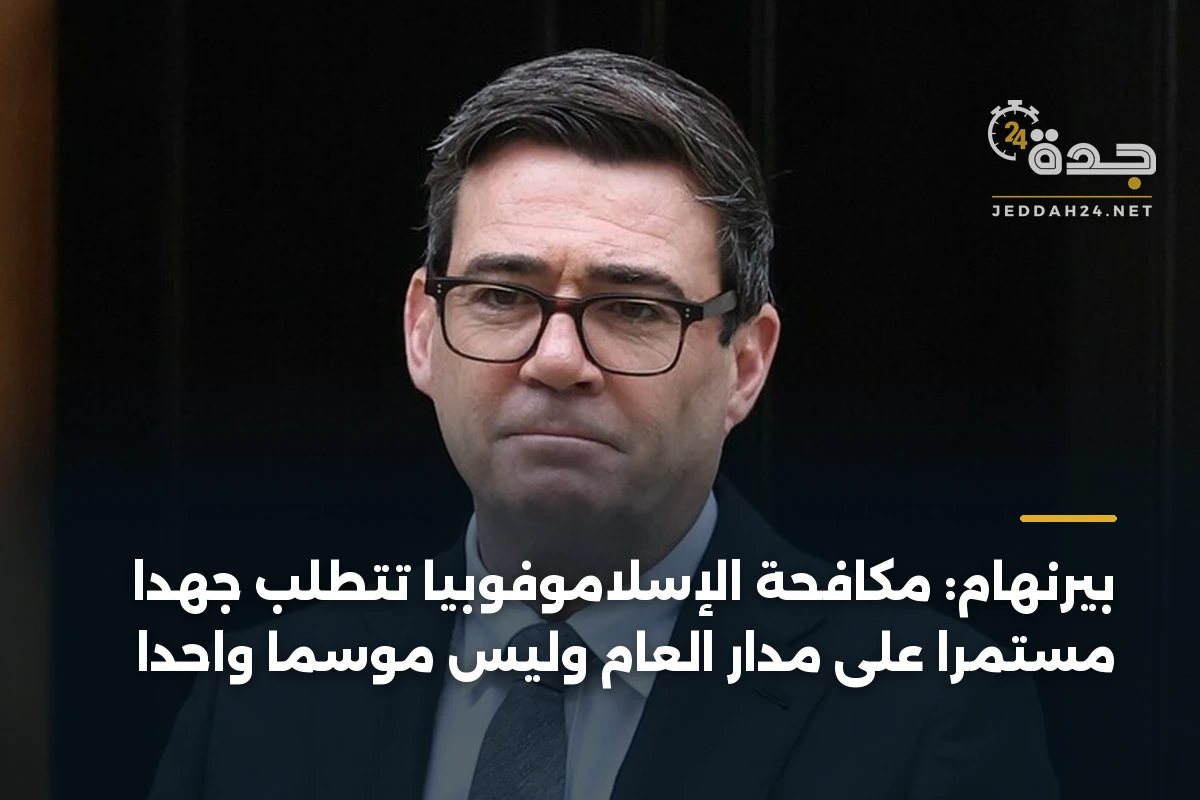 24
جدة
JEDDAH24.NET
بيرنهام: مكافحة الإسلاموفوبيا تتطلب جهدا
مستمرا على مدار العام وليس موسما واحدا